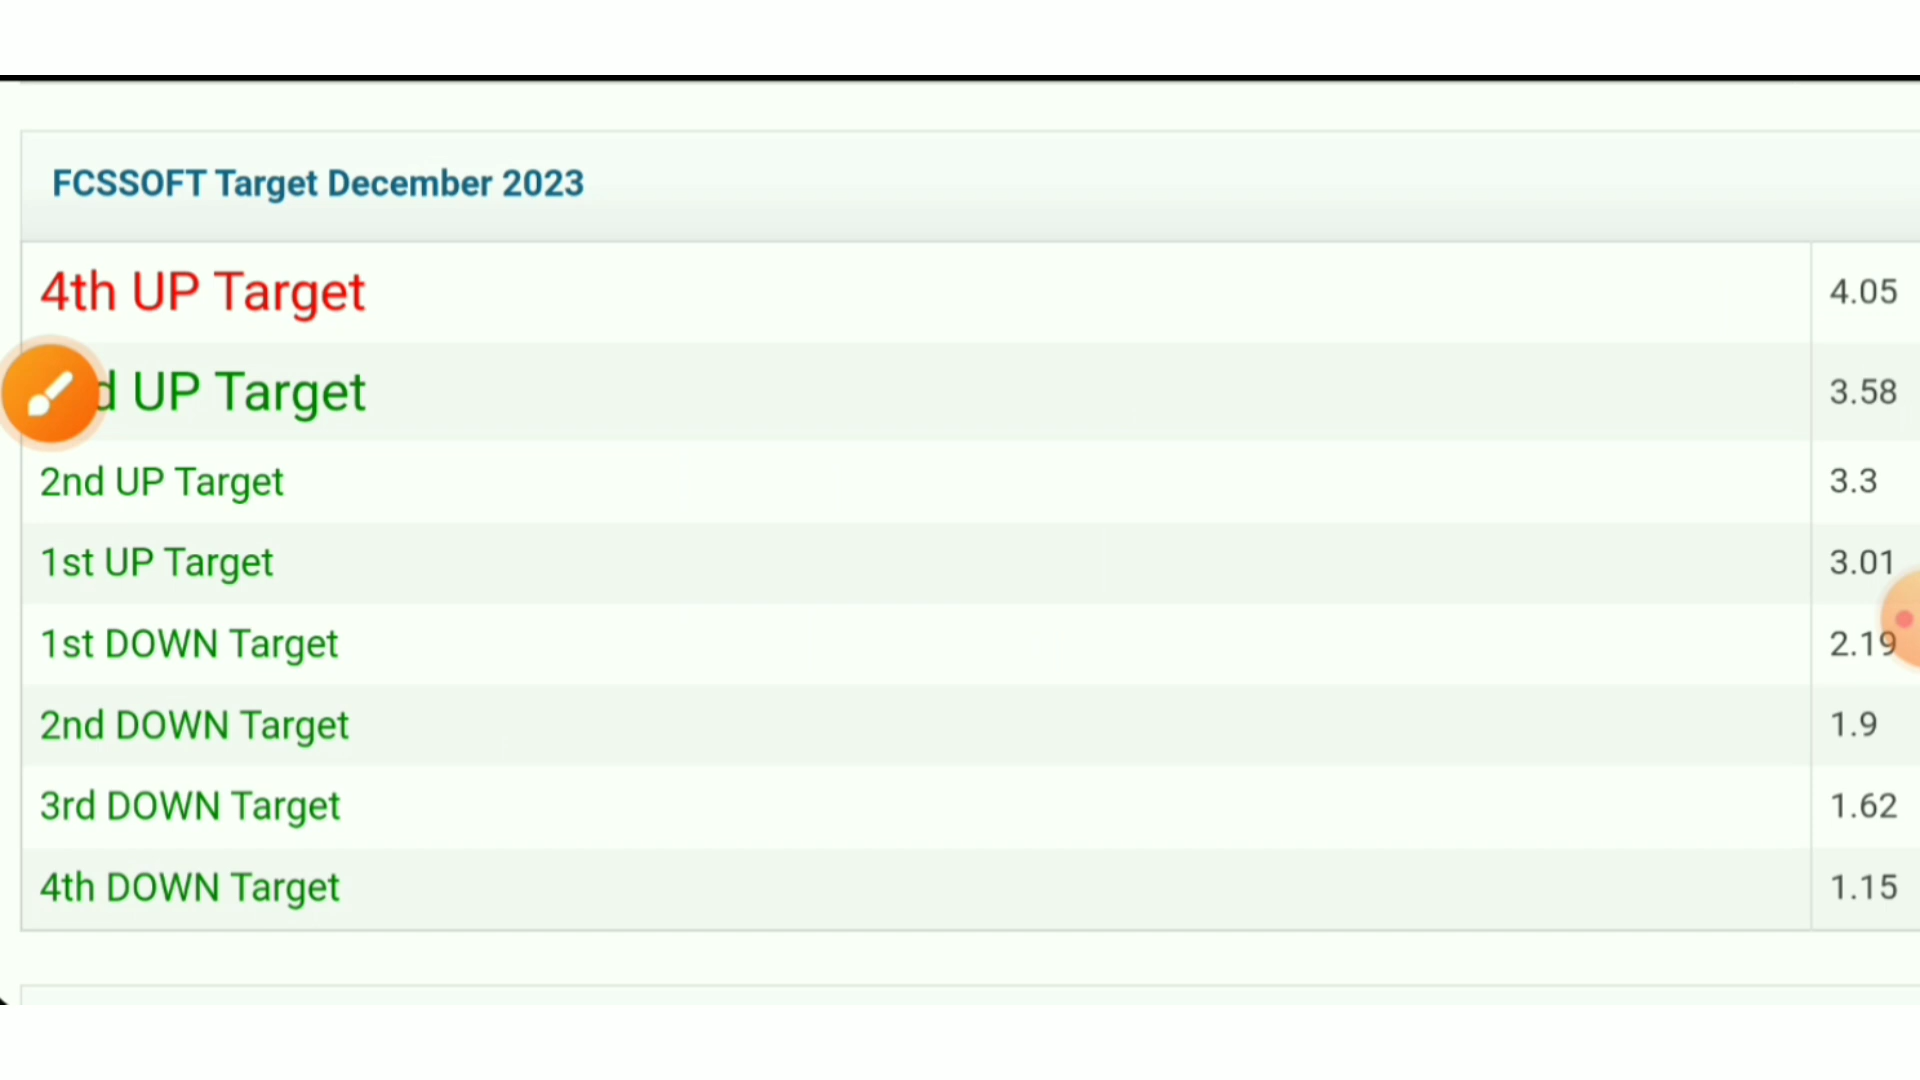 FCSSOFT Target December 2023
4th UP Target 4.05
UP Target 3.58
2nd UP Target 3.3
1st UP Target 3.01
1st DOWN Target 2.19
2nd DOWN Target 1.9
3rd DOWN Target 1.62
4th DOWN Target 1.15